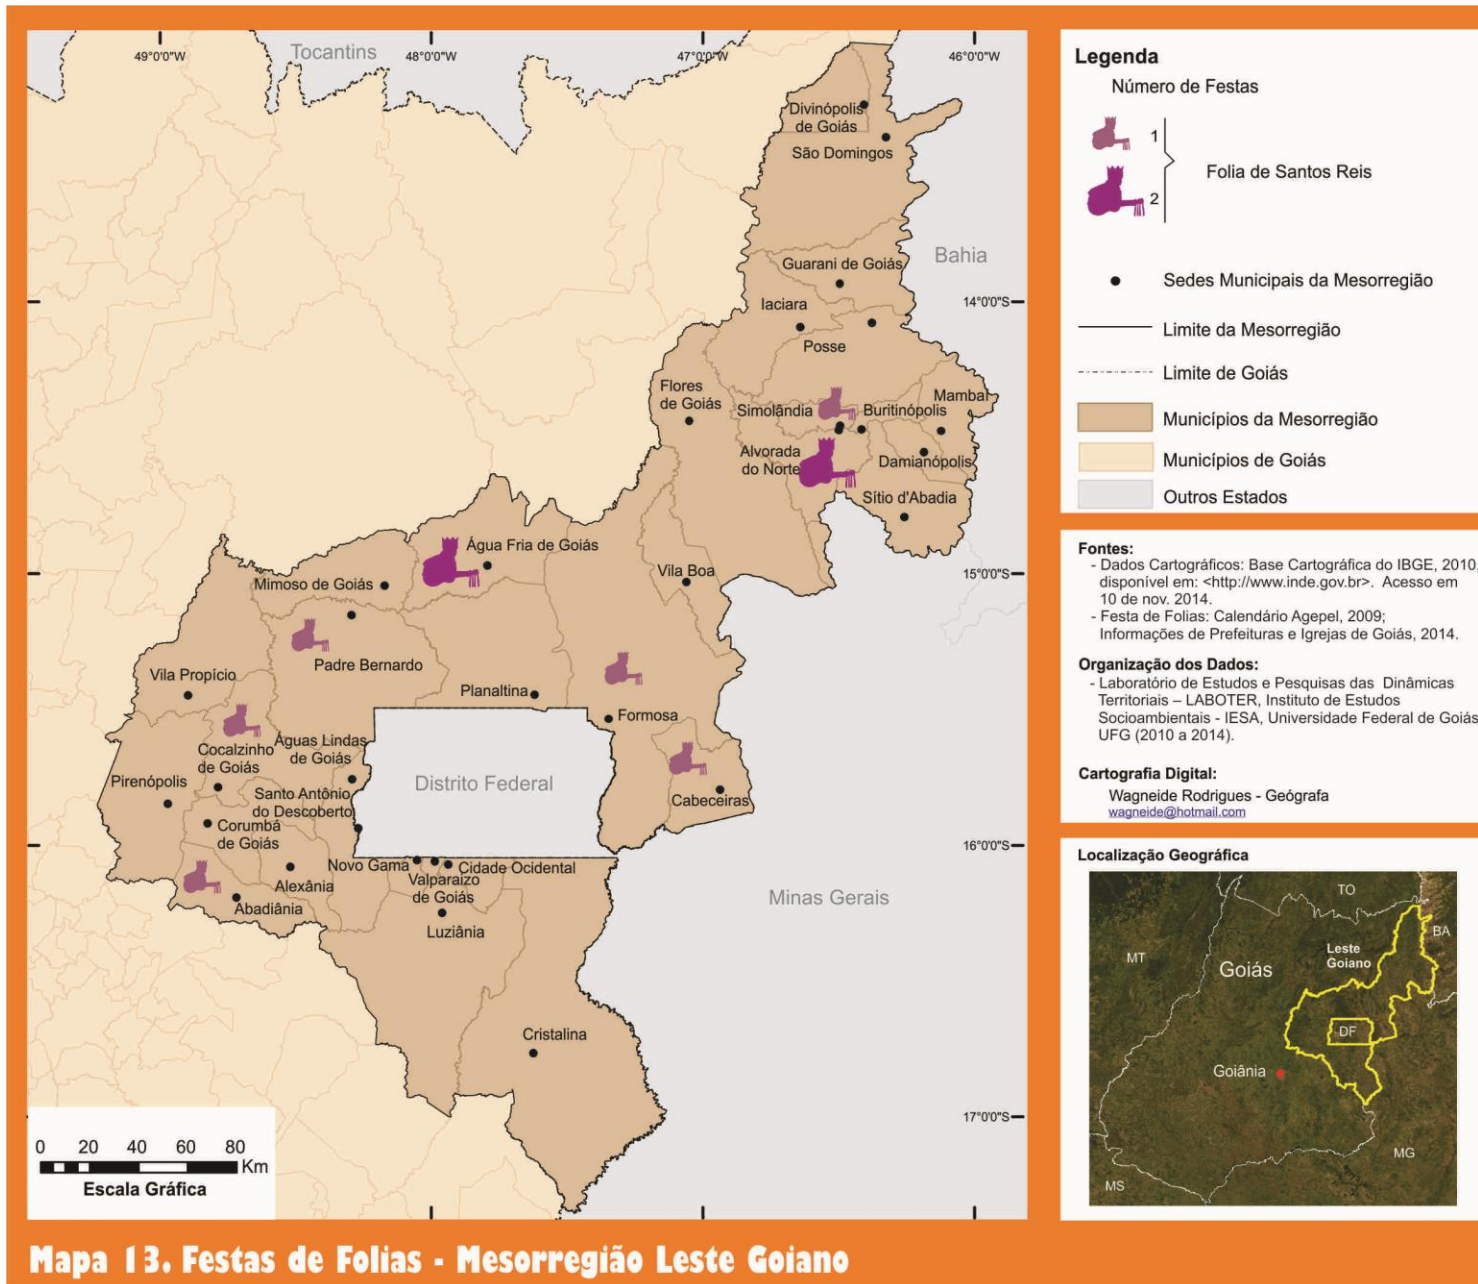 Tocantins
49°0'0"W
48°0'0"W
47°0'0"W
46°0'0"W
Divinópolis
de Goiás
São Domingos
Bahia
Guarani de Goiás
14°0'0"S
Iaciara
Posse
Flores
de Goiás
Simolândia
Buritinópolis
Mambaí
Alvorada
do Norte
Damianópolis
Sítio d'Abadia
Água Fria de Goiás
Mimoso de Goiás
Vila Boa
15°0'0"S
Padre Bernardo
Vila Propício
Planaltina
Formosa
Cocalzinho
de Goiás
Águas Lindas
de Goiás
Pirenópolis
Santo Antônio
do Descoberto
Distrito Federal
Cabeceiras
Corumbá
de Goiás
16°0'0"S
Novo Gama
Cidade Ocidental
Valparaizo
de Goiás
Alexânia
Abadiânia
Luziânia
Minas Gerais
Cristalina
17°0'0"S
0 20 40 60 80
Km
Escala Gráfica
Legenda
Número de Festas
1
2
Folia de Santos Reis
Sedes Municipais da Mesorregião
Limite da Mesorregião
Limite de Goiás
Municípios da Mesorregião
Municípios de Goiás
Outros Estados
Fontes:
- Dados Cartográficos: Base Cartográfica do IBGE, 2010,
disponível em: <http://www.inde.gov.br>. Acesso em
10 de nov. 2014.
- Festa de Folias: Calendário Agepel, 2009;
Informações de Prefeituras e Igrejas de Goiás, 2014.
Organização dos Dados:
- Laboratório de Estudos e Pesquisas das Dinâmicas
Territoriais – LABOTER, Instituto de Estudos
Socioambientais - IESA, Universidade Federal de Goiás
UFG (2010 a 2014).
Cartografia Digital:
Wagneide Rodrigues - Geógrafa
wagneide@hotmail.com
Localização Geográfica
TO
BA
MT
Leste
Goiano
Goiás
DF
Goiânia
MG
MS
Mapa 13. Festas de Folias - Mesorregião Leste Goiano